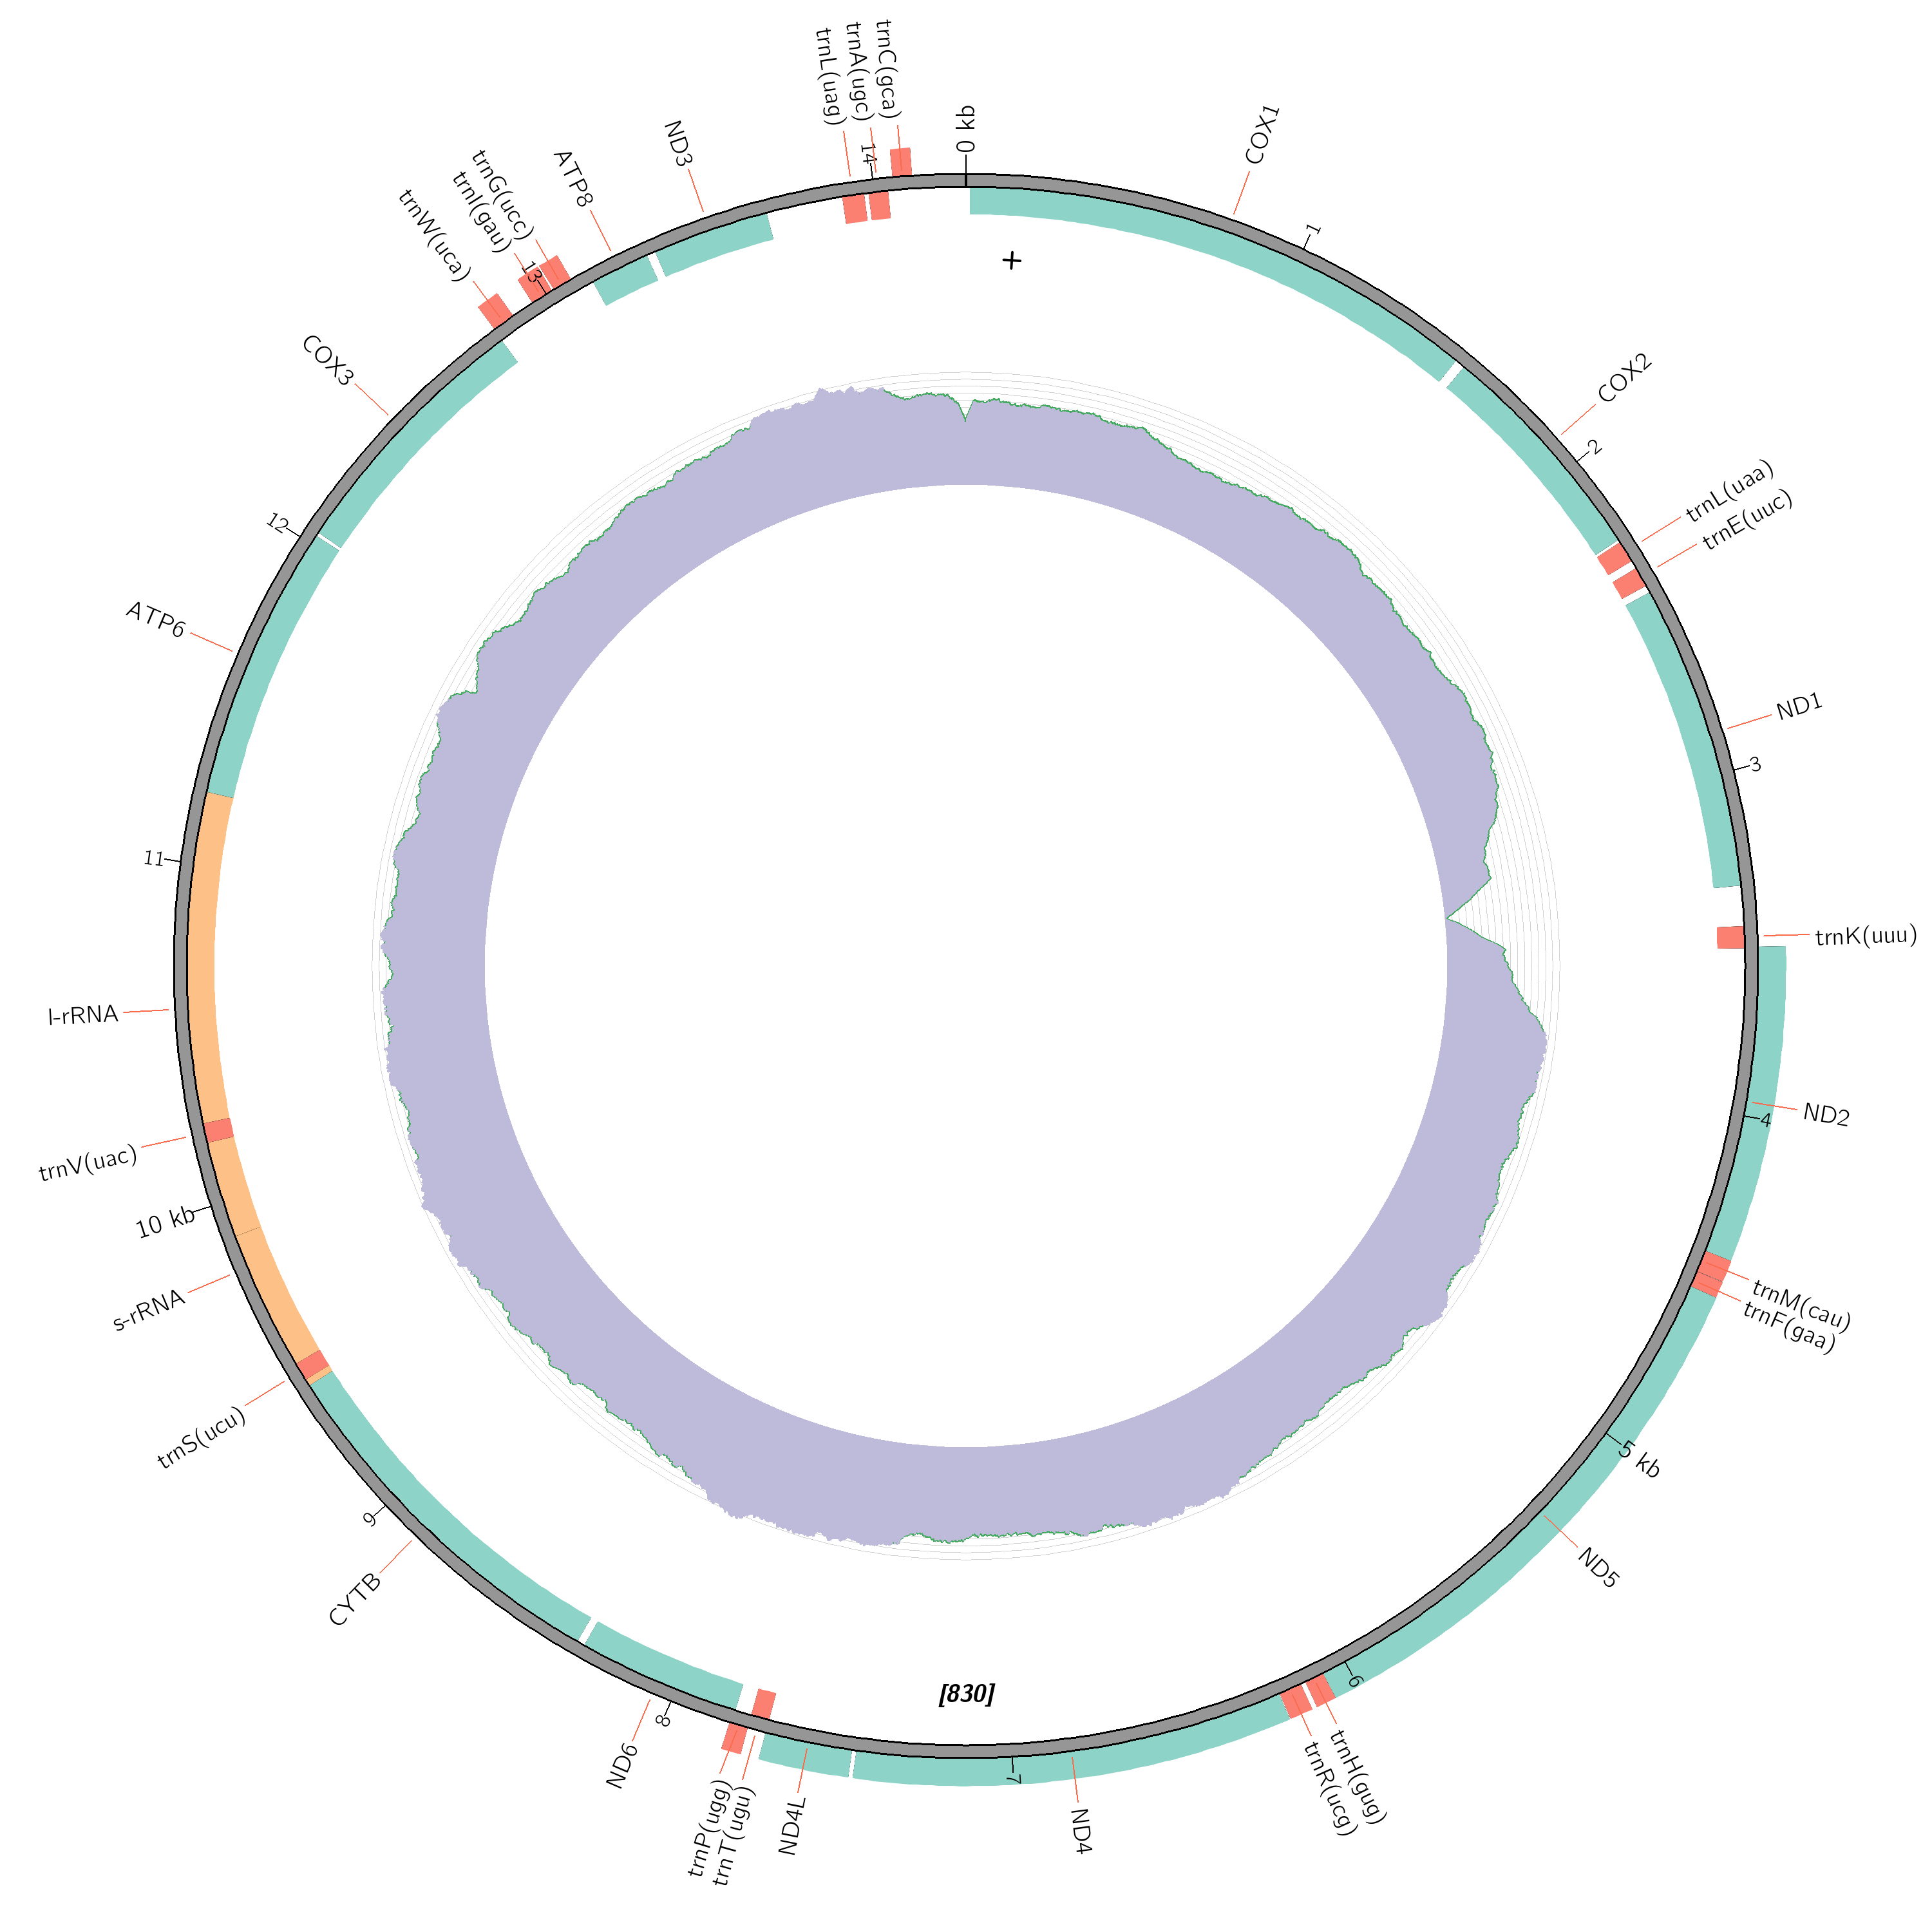 0 kb
COX1
1
COX2
2
trnL(uaa)
trnE(uuc)
ND1
3
trnK(uuu)
ND2
4
trnM(cau)
trnF(gaa)
5 kb
ND5
6
trnH(gug)
trnR(ucg)
ND4
7
ND4L
trnT(ugu)
trnP(ugg)
8
ND6
CYTB
9
trnS(ucu)
s-rRNA
10 kb
trnV(uac)
l-rRNA
11
ATP6
12
COX3
trnW(uca)
13
trnI(gau)
trnG(ucc)
ATP8
ND3
trnL(uag)
14
trnA(ugc)
trnC(gca)
+
[830]